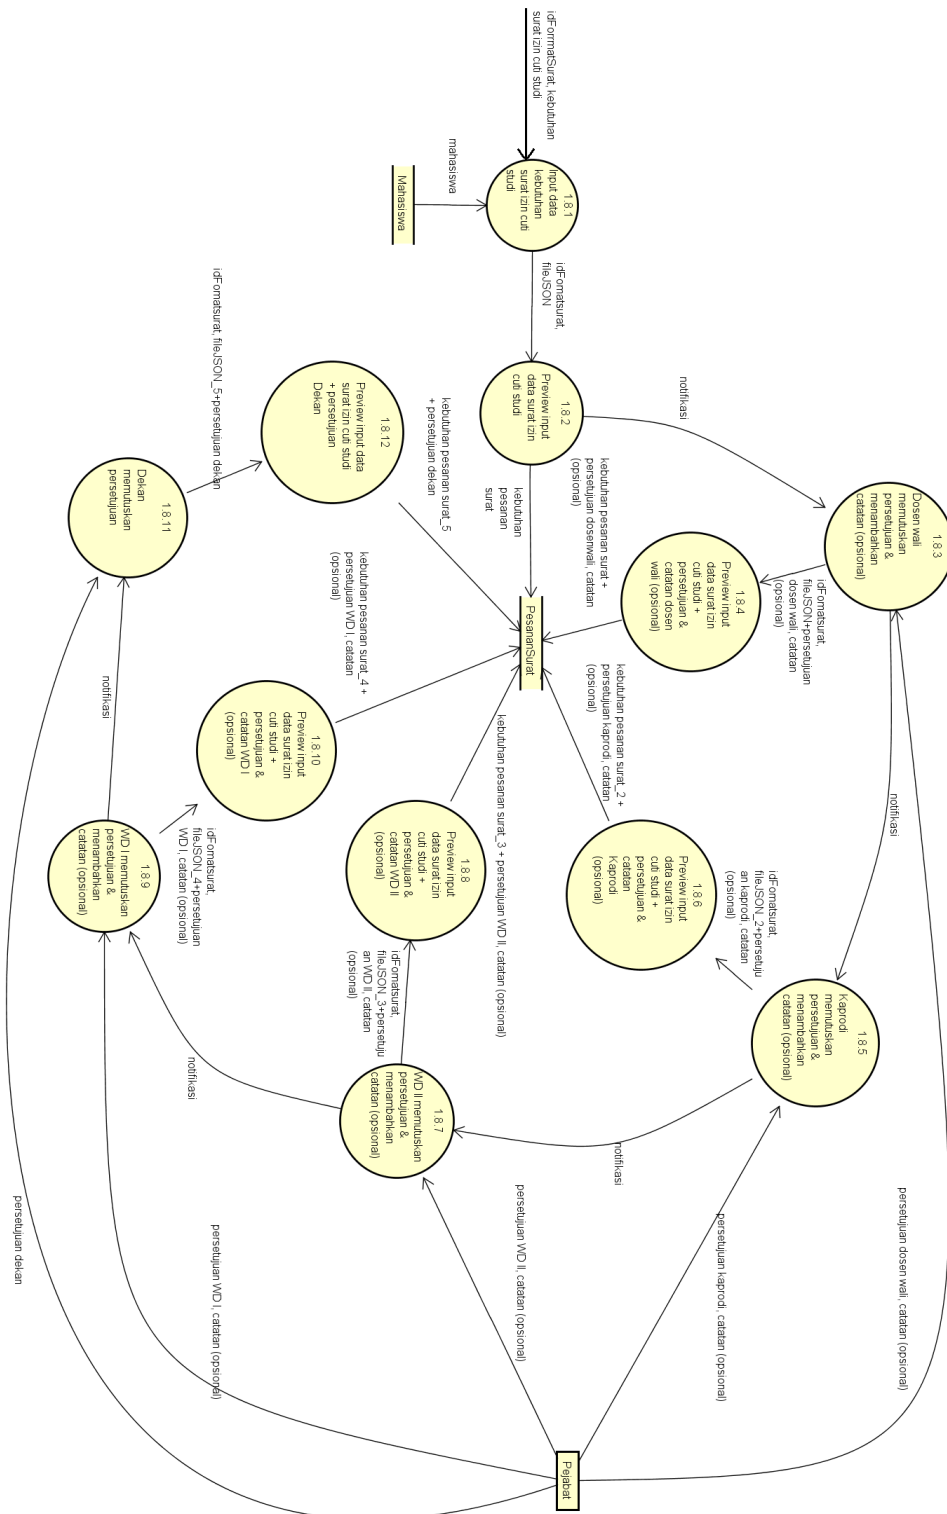 idFormatSurat, kebutuhan
surat izin cuti studi
1.8.1
Input data
kebutuhan
surat izin cuti
studi
mahasiswa
Mahasiswa
idFomatsurat,
fileJSON
1.8.2
Preview input
data surat izin
cuti studi
notifikasi
1.8.3
Dosen wali
memutuskan
persetujuan &
menambahkan
catatan (opsional)
idFomatsurat,
fileJSON+persetujuan
dosen wali, catatan
(opsional)
1.8.4
Preview input
data surat izin
cuti studi +
persetujuan &
catatan dosen
wali (opsional)
kebutuhan pesanan surat +
persetujuan dosenwali, catatan
(opsional)
kebutuhan
pesanan
surat
PesananSurat
notifikasi
1.8.5
Kaprodi
memutuskan
persetujuan &
menambahkan
catatan (opsional)
idFomatsurat,
fileJSON_2+persetuju
an kaprodi, catatan
(opsional)
1.8.6
Preview input
data surat izin
cuti studi +
persetujuan &
catatan
Kaprodi
(opsional)
kebutuhan pesanan surat_2 +
persetujuan kaprodi, catatan
(opsional)
notifikasi
1.8.7
WD II memutuskan
persetujuan &
menambahkan
catatan (opsional)
idFomatsurat,
fileJSON_3+persetuju
an WD II, catatan
(opsional)
1.8.8
Preview input
data surat izin
cuti studi +
persetujuan &
catatan WD II
(opsional)
kebutuhan pesanan surat_3 + persetujuan WD II, catatan (opsional)
notifikasi
1.8.9
WD I memutuskan
persetujuan &
menambahkan
catatan (opsional)
idFomatsurat,
fileJSON_4+persetujuan
WD I, catatan (opsional)
1.8.10
Preview input
data surat izin
cuti studi +
persetujuan &
catatan WD I
(opsional)
kebutuhan pesanan surat_4 +
persetujuan WD I, catatan
(opsional)
notifikasi
1.8.11
Dekan
memutuskan
persetujuan
idFomatsurat, fileJSON_5+persetujuan dekan
1.8.12
Preview input data
surat izin cuti studi
+ persetujuan
Dekan
kebutuhan pesanan surat_5
+ persetujuan dekan
persetujuan dosen wali, catatan (opsional)
persetujuan kaprodi, catatan (opsional)
persetujuan WD II, catatan (opsional)
persetujuan WD I, catatan (opsional)
persetujuan dekan
Pejabat